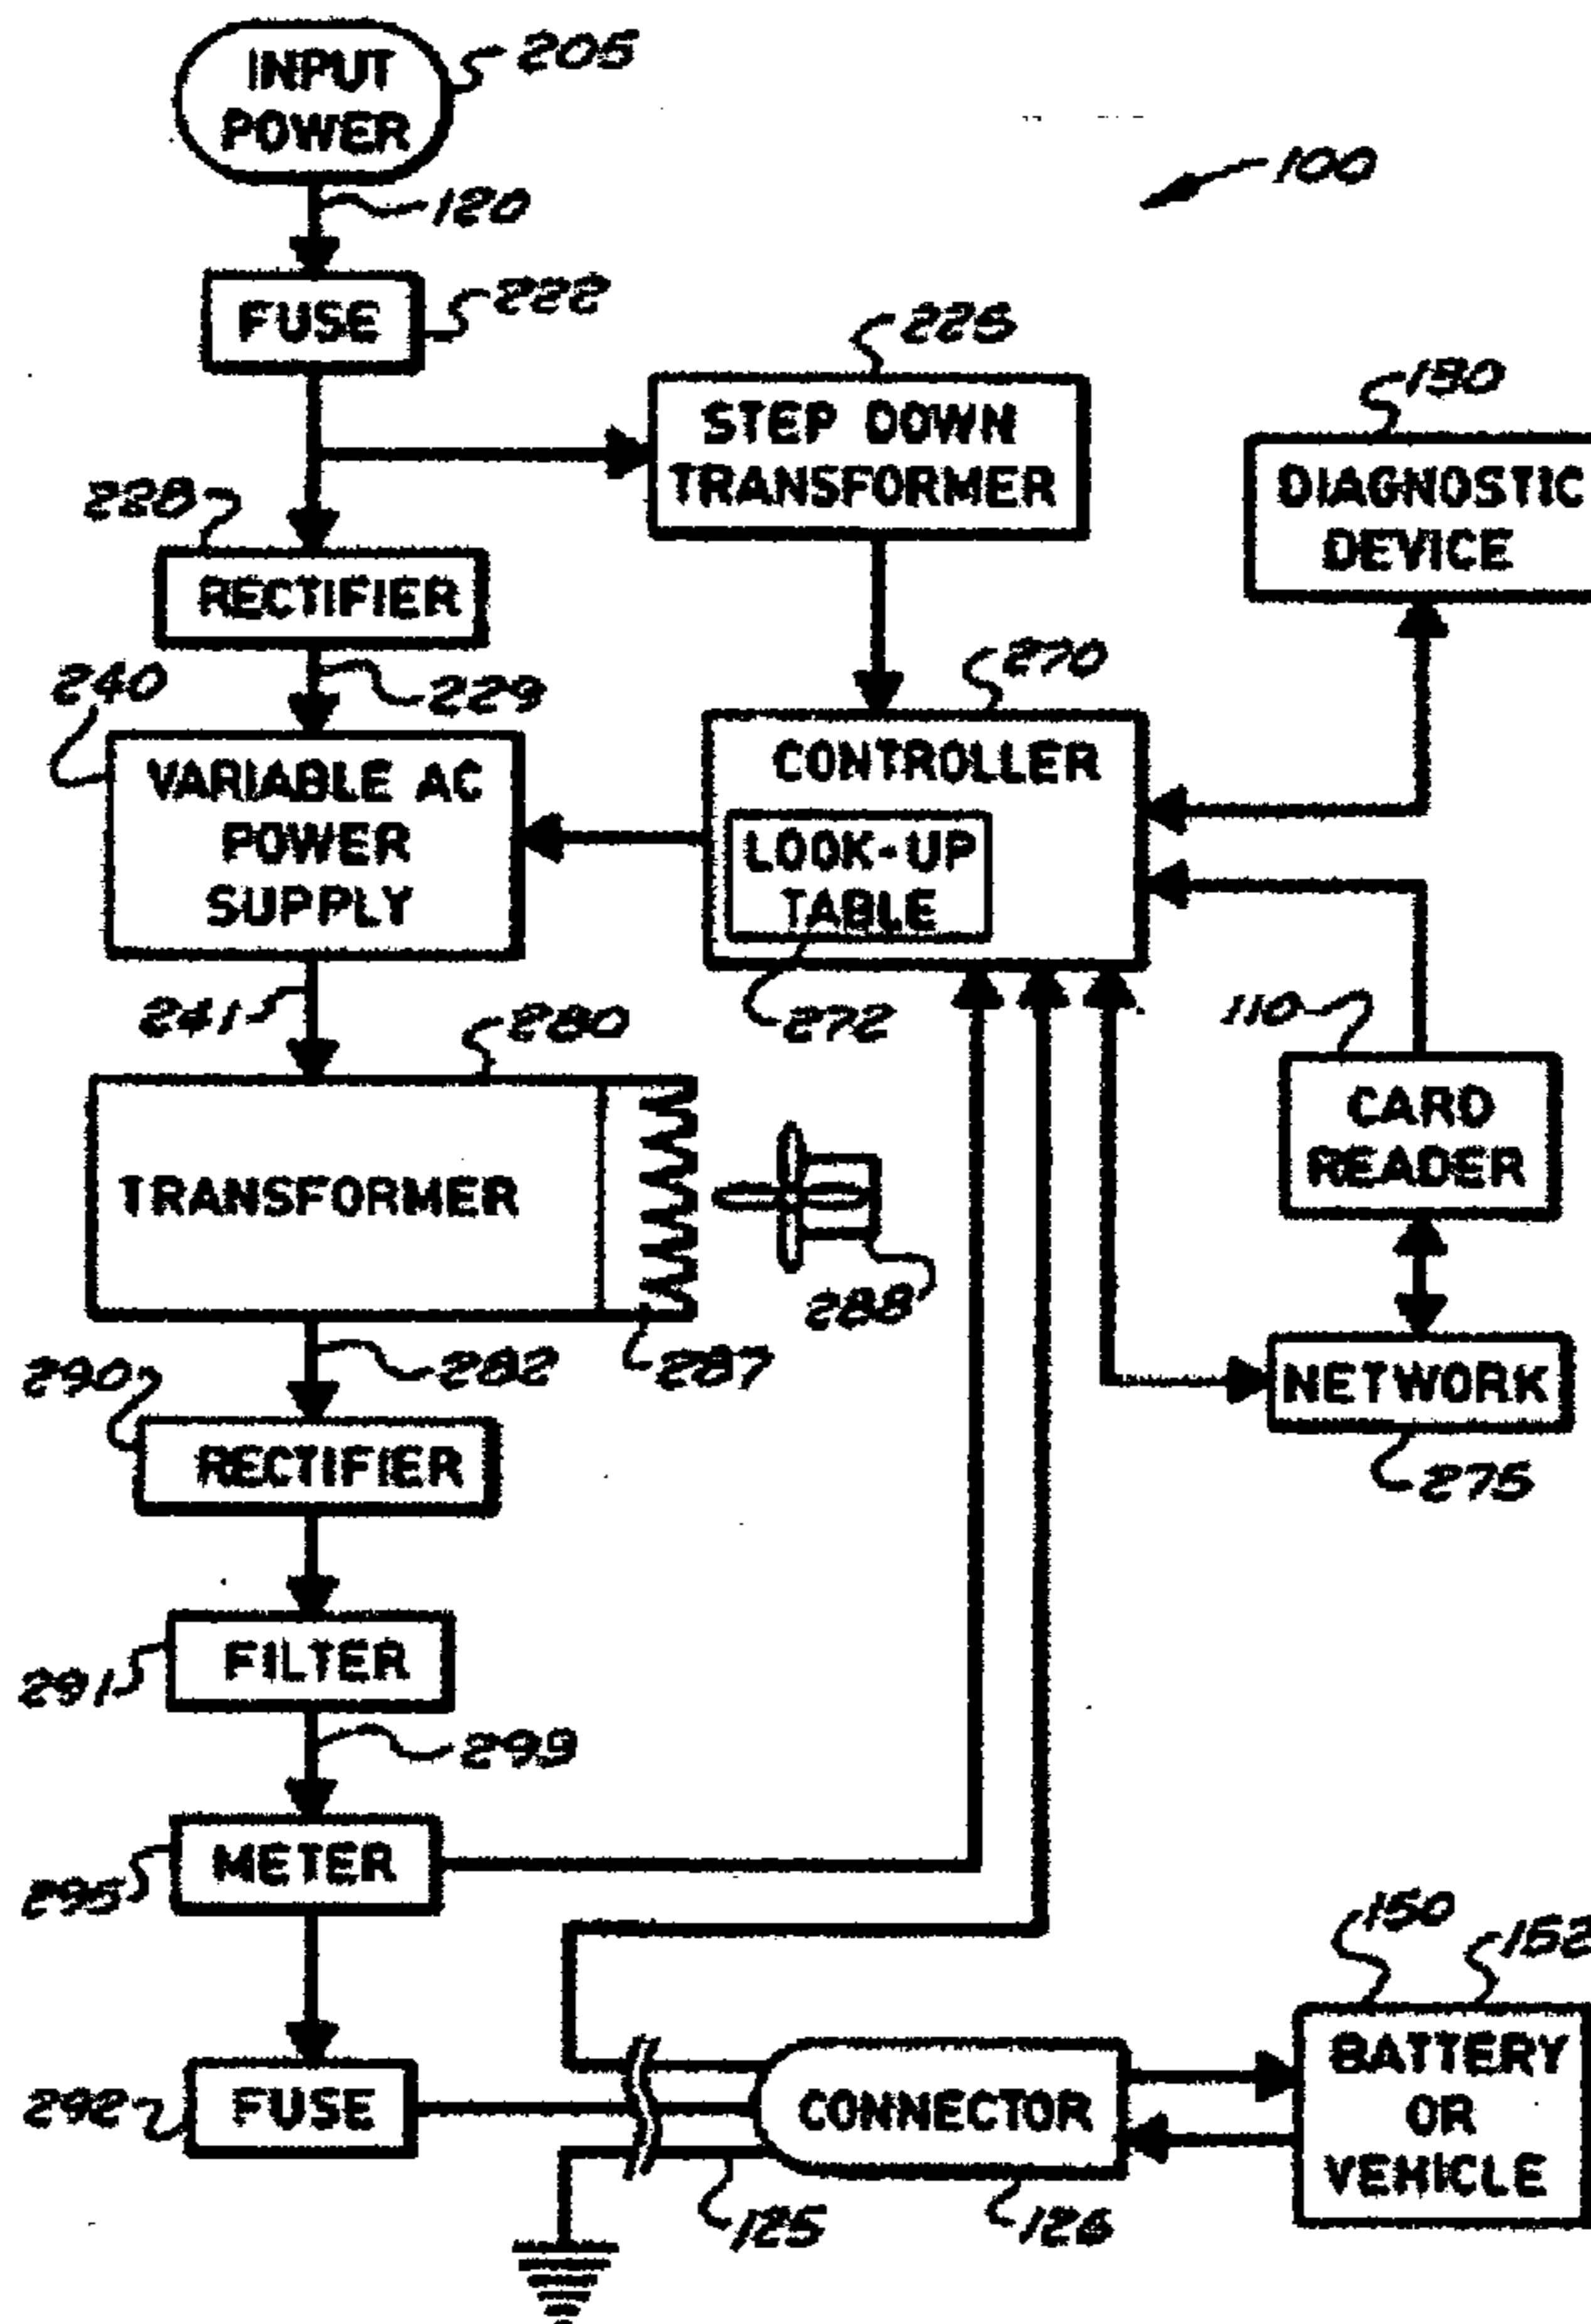 INPUT
POWER
205
120
100
FUSE
222
STEP DOWN
TRANSFORMER
225
DIAGNOSTIC
DEVICE
190
228
RECTIFIER
229
240
VARIABLE AC
POWER
SUPPLY
270
CONTROLLER
LOOK-UP
TABLE
272
241
280
110
CARD
READER
TRANSFORMER
288
287
282
NETWORK
275
290
RECTIFIER
FILTER
291
299
METER
295
150
152
BATTERY
OR
VEHICLE
FUSE
292
CONNECTOR
125
126